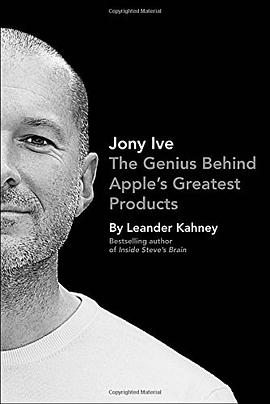 Copyrighted Material
Jony Ive
The Genius Behind
Apple's Greatest
Products
By Leander Kahney
Bestselling author
of Inside Steve's Brain
Copyrighted Material